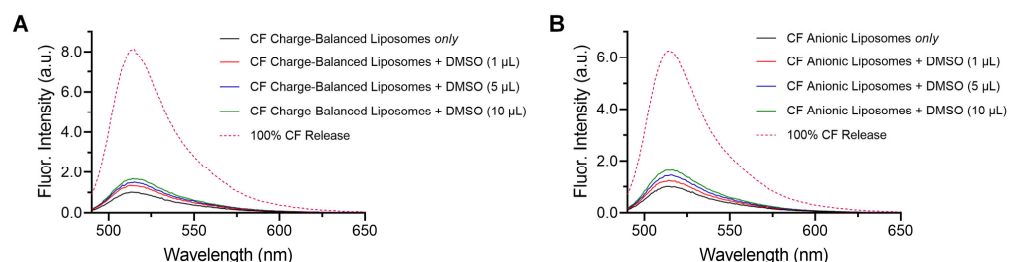 A
Fluor. Intensity (a.u.)
8.0
6.0
4.0
2.0
0.0
500
550
600
650
Wavelength (nm)
CF Charge-Balanced Liposomes only
CF Charge-Balanced Liposomes + DMSO (1 µL)
CF Charge-Balanced Liposomes + DMSO (5 µL)
CF Charge-Balanced Liposomes + DMSO (10 µL)
100% CF Release
B
Fluor. Intensity (a.u.)
6.0
4.0
2.0
0.0
500
550
600
650
Wavelength (nm)
CF Anionic Liposomes only
CF Anionic Liposomes + DMSO (1 µL)
CF Anionic Liposomes + DMSO (5 µL)
CF Anionic Liposomes + DMSO (10 µL)
100% CF Release